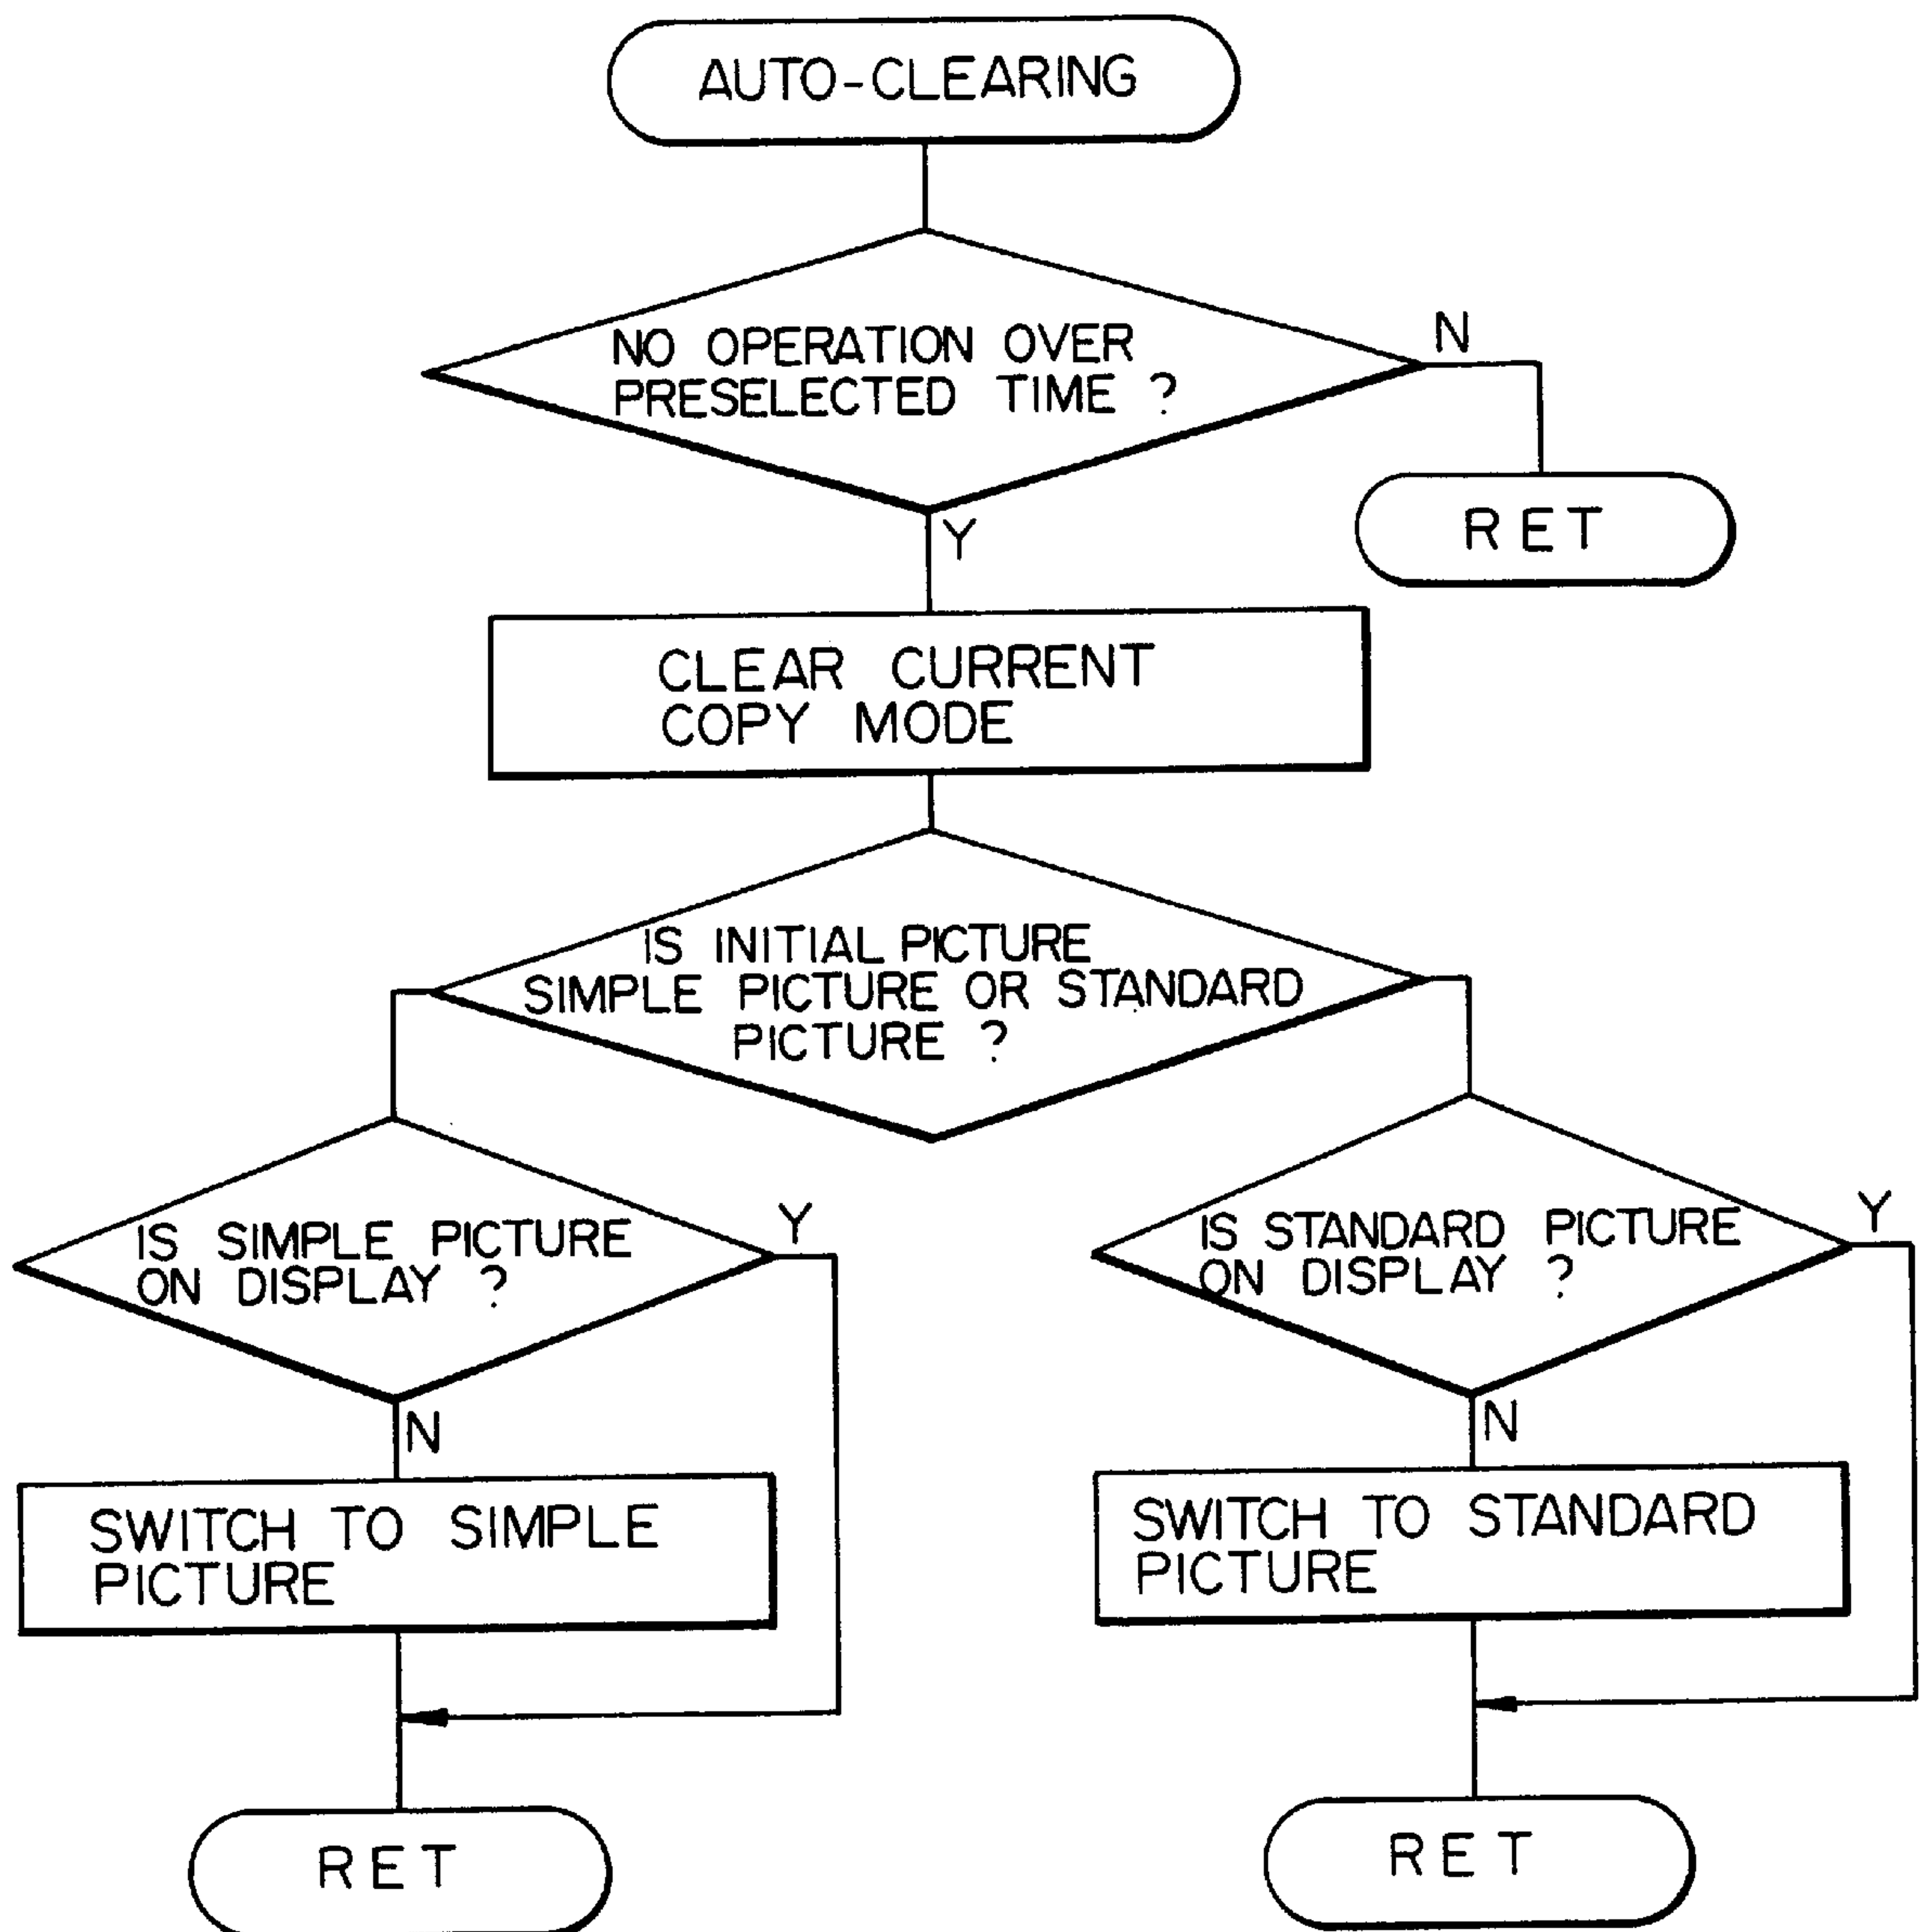 AUTO-CLEARING
NO OPERATION OVER
PRESELECTED TIME ?
N
RET
Y
CLEAR CURRENT
COPY MODE
IS INITIAL PICTURE
SIMPLE PICTURE OR STANDARD
PICTURE ?
IS SIMPLE PICTURE
ON DISPLAY ?
Y
N
SWITCH TO SIMPLE
PICTURE
RET
IS STANDARD PICTURE
ON DISPLAY ?
Y
N
SWITCH TO STANDARD
PICTURE
RET